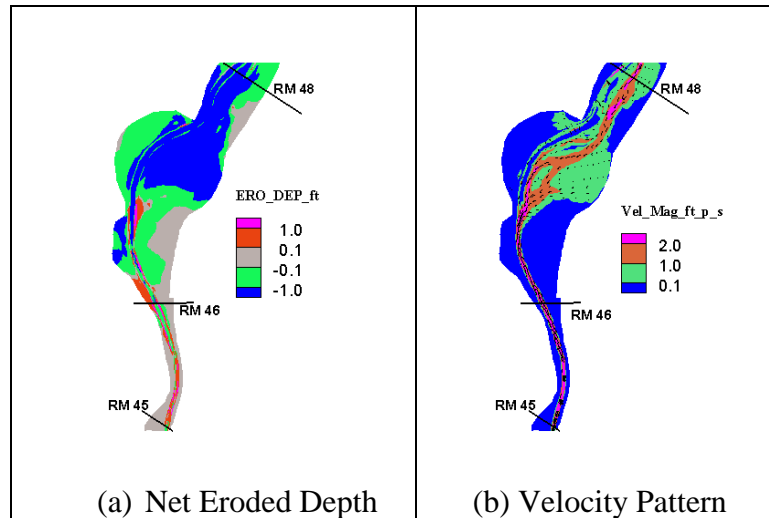 RM 48
ERO_DEP_ft
1.0
0.1
-0.1
-1.0
RM 46
RM 45
(a) Net Eroded Depth
RM 48
Vel_Mag_ft_p_s
2.0
1.0
0.1
RM 46
RM 45
(b) Velocity Pattern